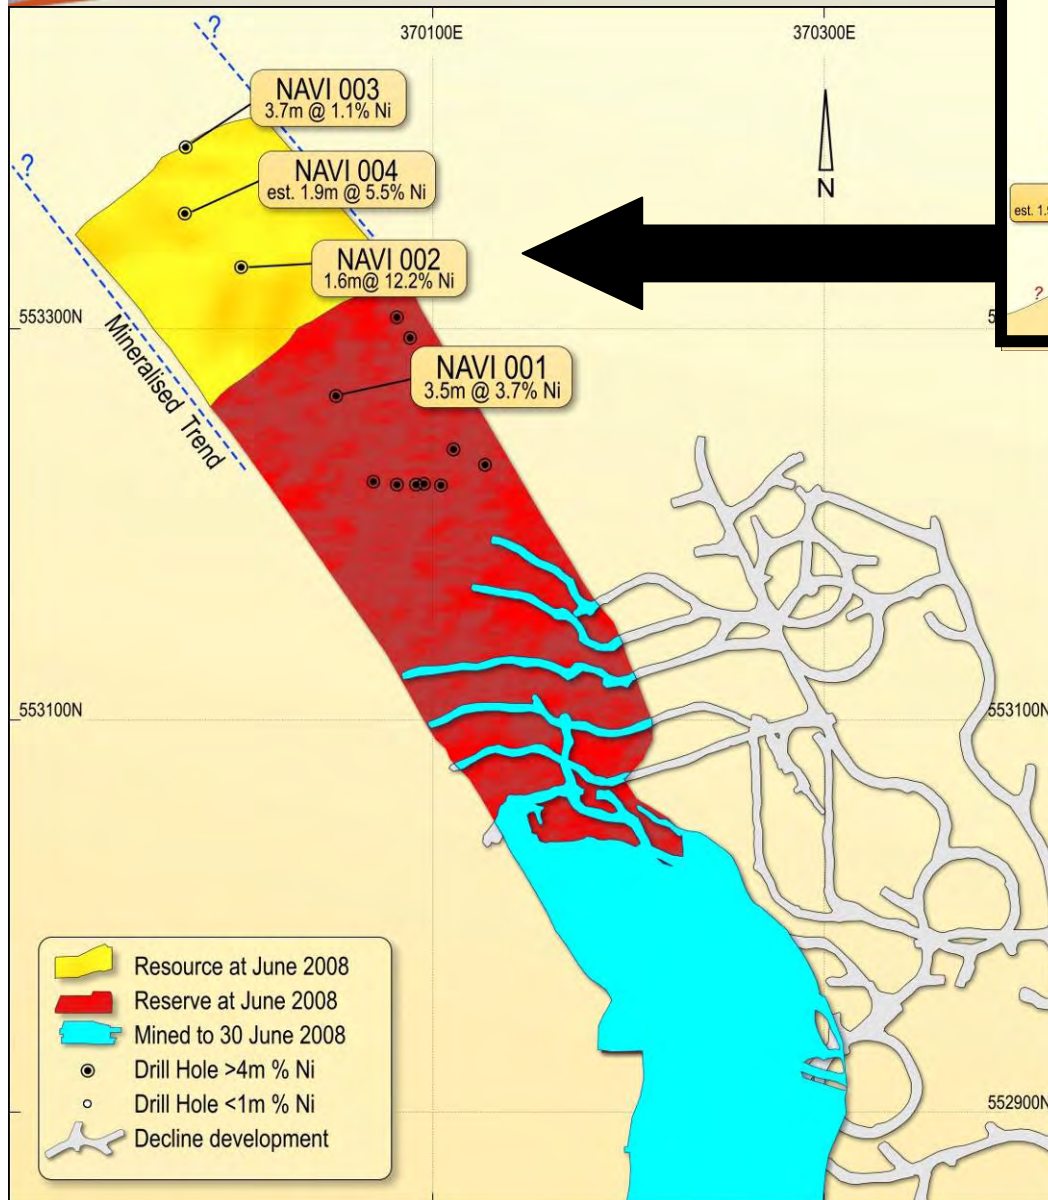 370100E
370300E
?
NAVI 003
3.7m @ 1.1% Ni
?
NAVI 004
est. 1.9m @ 5.5% Ni
N
est. 1.9
NAVI 002
1.6m@ 12.2% Ni
?
553300N
Mineralised Trend
NAVI 001
3.5m @ 3.7% Ni
553100N
553100N
Resource at June 2008
Reserve at June 2008
Mined to 30 June 2008
Drill Hole >4m % Ni
Drill Hole <1m % Ni
Decline development
552900N